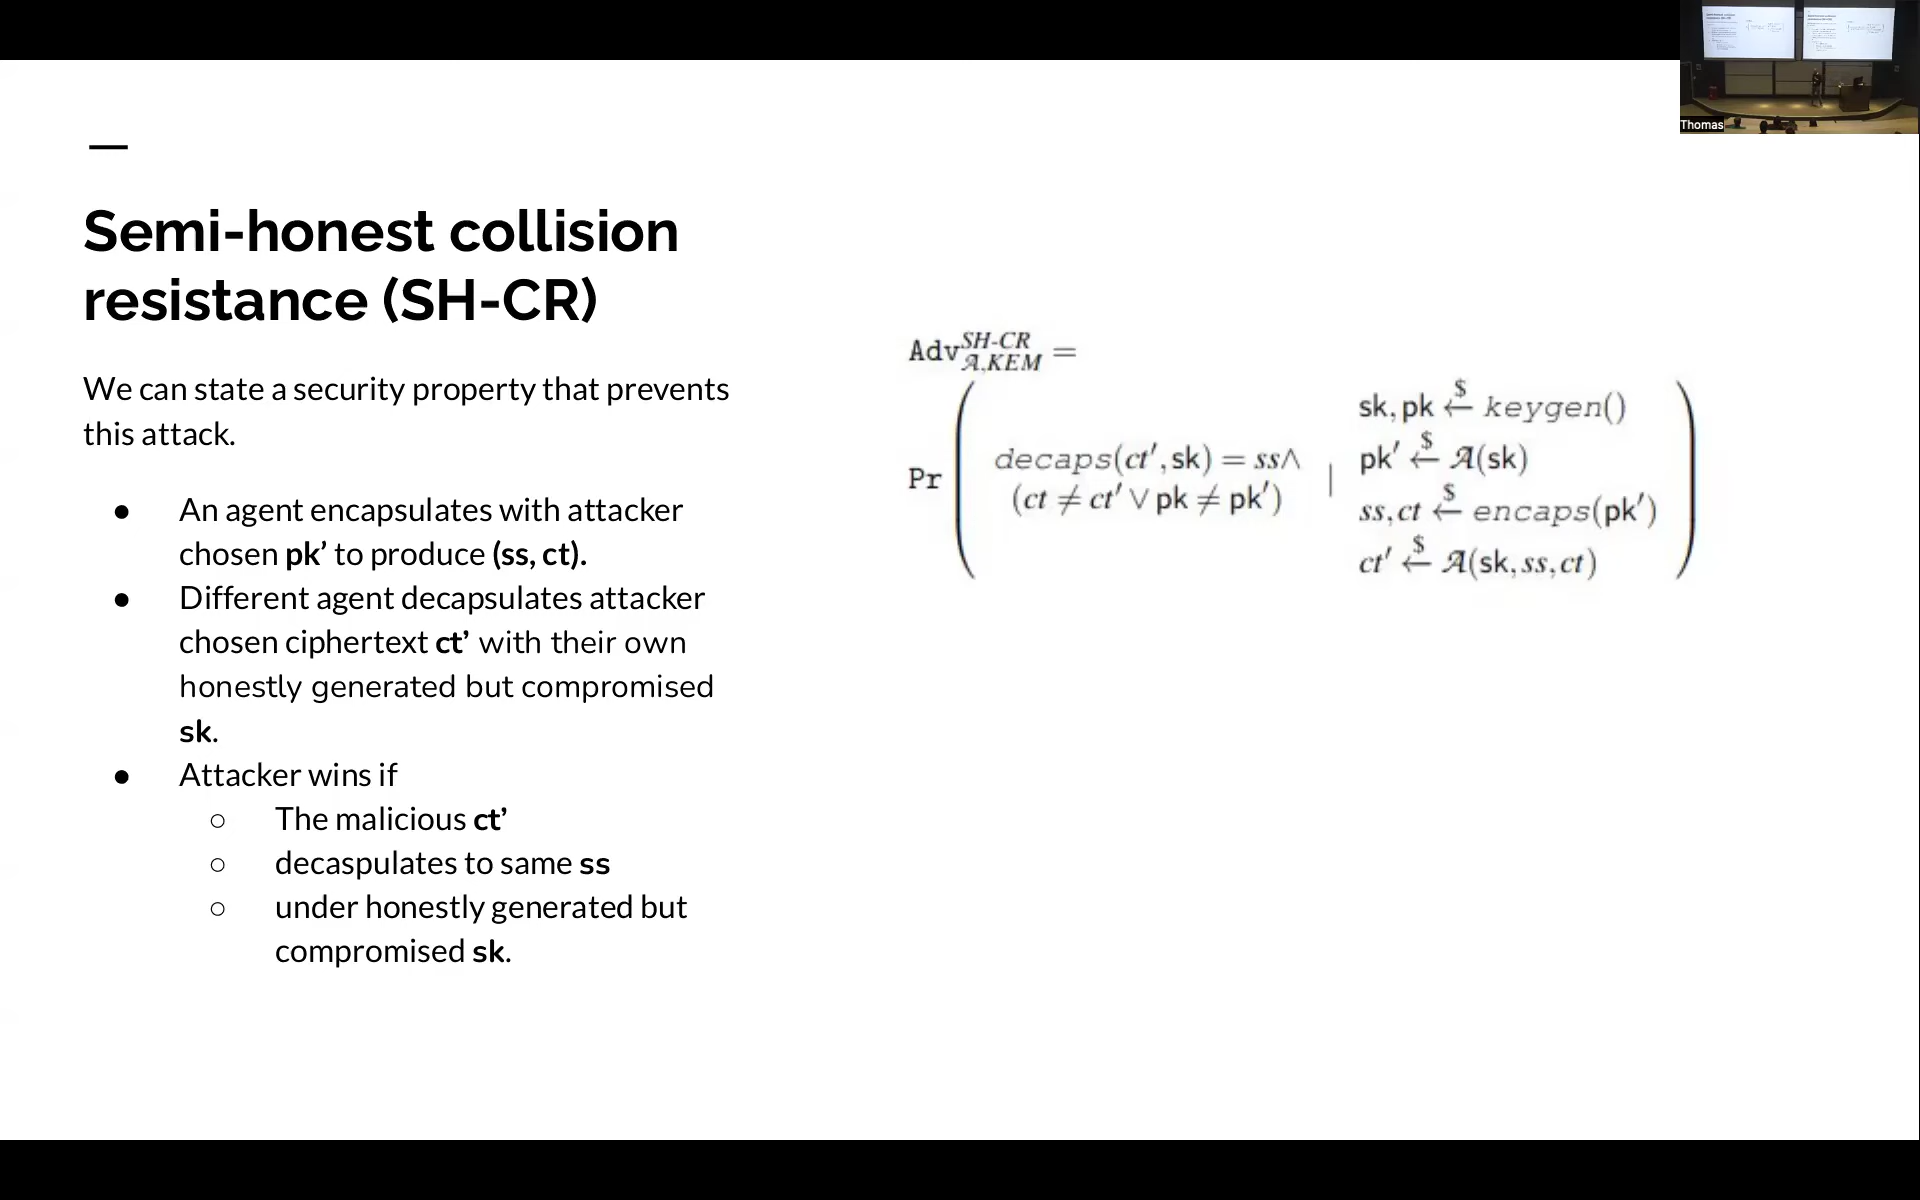 Thomas
Semi-honest collision
resistance (SH-CR)
We can state a security property that prevents
this attack.
● An agent encapsulates with attacker
chosen pk’ to produce (ss, ct).
● Different agent decapsulates attacker
chosen ciphertext ct’ with their own
honestly generated but compromised
sk.
● Attacker wins if
○ The malicious ct’
○ decaspulates to same ss
○ under honestly generated but
compromised sk.
Adv^{SH-CR}_{𝒜,KEM} =
Pr ( decaps(ct′, sk) = ss∧
(ct ≠ ct′ ∨ pk ≠ pk′) |
sk, pk ←$ keygen()
pk′ ←$ 𝒜(sk)
ss, ct ←$ encaps(pk′)
ct′ ←$ 𝒜(sk, ss, ct) )